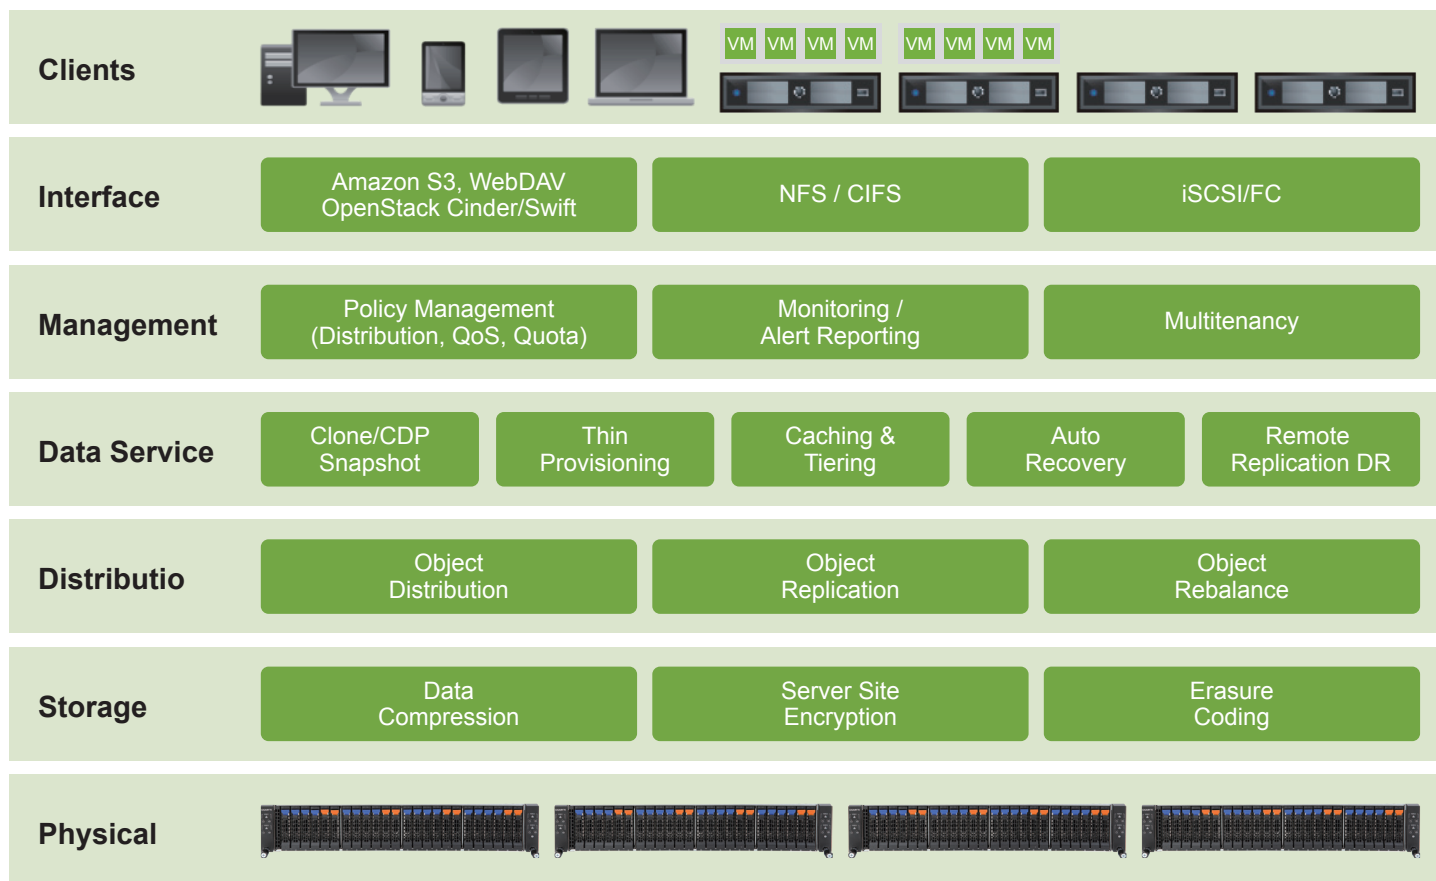 Clients
VM VM VM VM VM VM VM VM
Interface
Amazon S3, WebDAV
OpenStack Cinder/Swift
NFS / CIFS
iSCSI/FC
Management
Policy Management
(Distribution, QoS, Quota)
Monitoring /
Alert Reporting
Multitenancy
Data Service
Clone/CDP
Snapshot
Thin
Provisioning
Caching &
Tiering
Auto
Recovery
Remote
Replication DR
Distributio
Object
Distribution
Object
Replication
Object
Rebalance
Storage
Data
Compression
Server Site
Encryption
Erasure
Coding
Physical